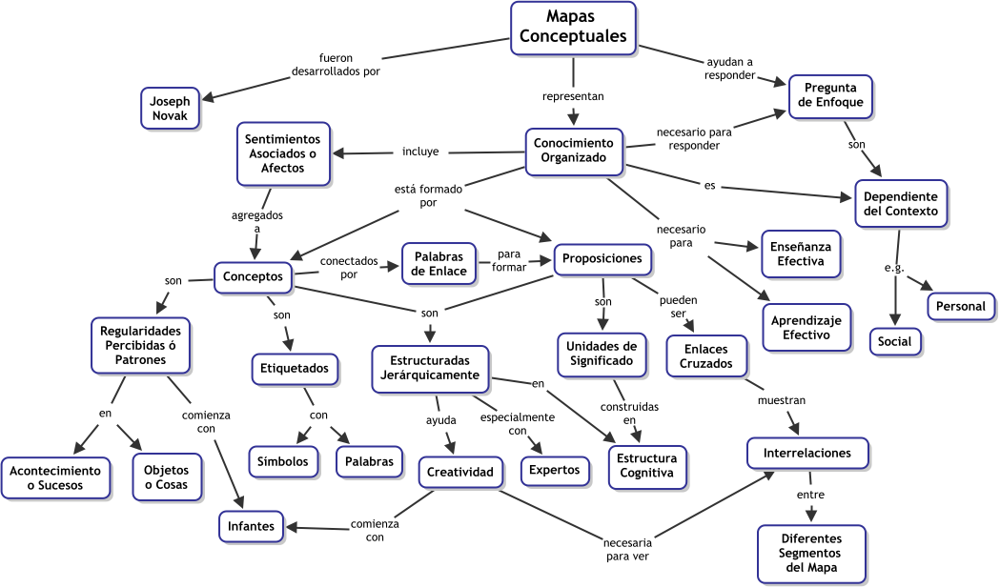 Mapas
Conceptuales
fueron
desarrollados por
ayudan a
responder
representan
Joseph
Novak
Pregunta
de Enfoque
Sentimientos
Asociados o
Afectos
incluye
Conocimiento
Organizado
necesario para
responder
son
es
Dependiente
del Contexto
agregados
a
está formado
por
necesario
para
Enseñanza
Efectiva
Conceptos
conectados
por
Palabras
de Enlace
para
formar
Proposiciones
e.g.
son
son
son
son
pueden
ser
Aprendizaje
Efectivo
Personal
Social
Regularidades
Percibidas ó
Patrones
Etiquetados
Estructuradas
Jerárquicamente
Unidades de
Significado
Enlaces
Cruzados
en
comienza
con
con
ayuda
especialmente
con
en
construidas
en
muestran
Acontecimiento
o Sucesos
Objetos
o Cosas
Simbolos
Palabras
Creatividad
Expertos
Estructura
Cognitiva
Interrelaciones
Infantes
comienza
con
necesaria
para ver
entre
Diferentes
Segmentos
del Mapa